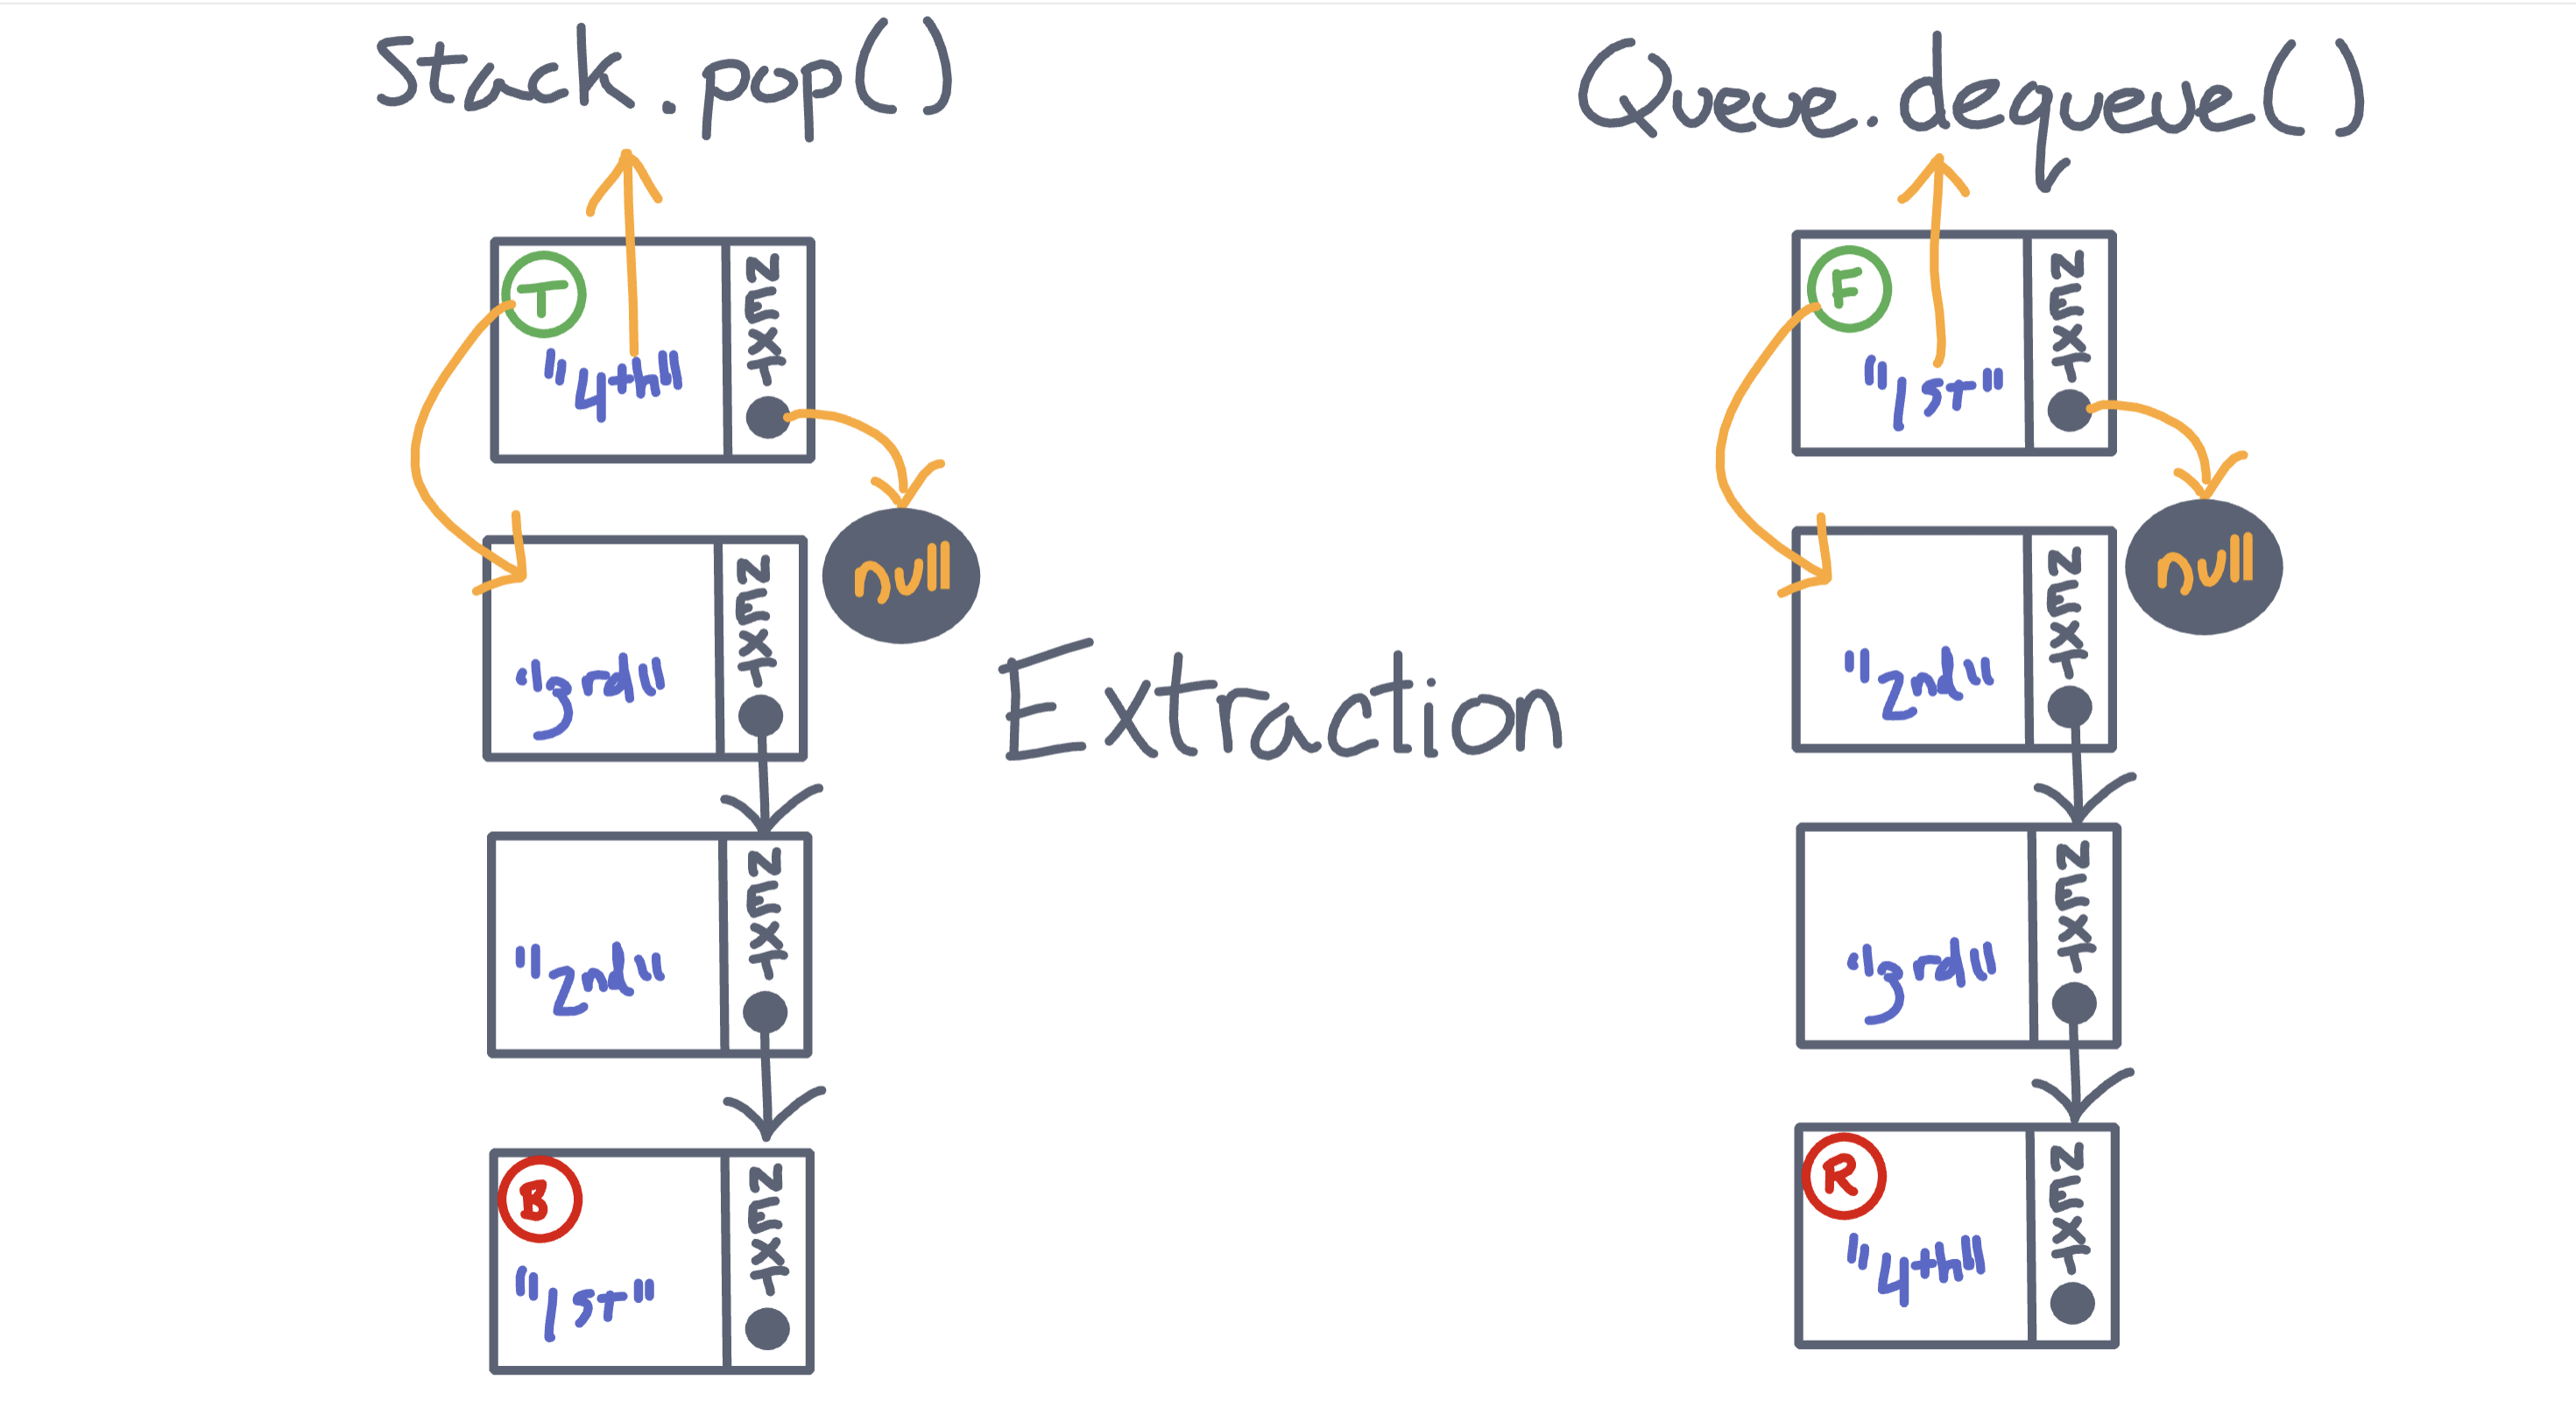 Stack.pop()
T
"4th"
NExT
null
"3rd"
NExT
"2nd"
NExT
B
"1st"
NExT
Extraction
Queue.dequeue()
F
"1st"
NExT
null
"2nd"
NExT
"3rd"
NExT
R
"4th"
NExT